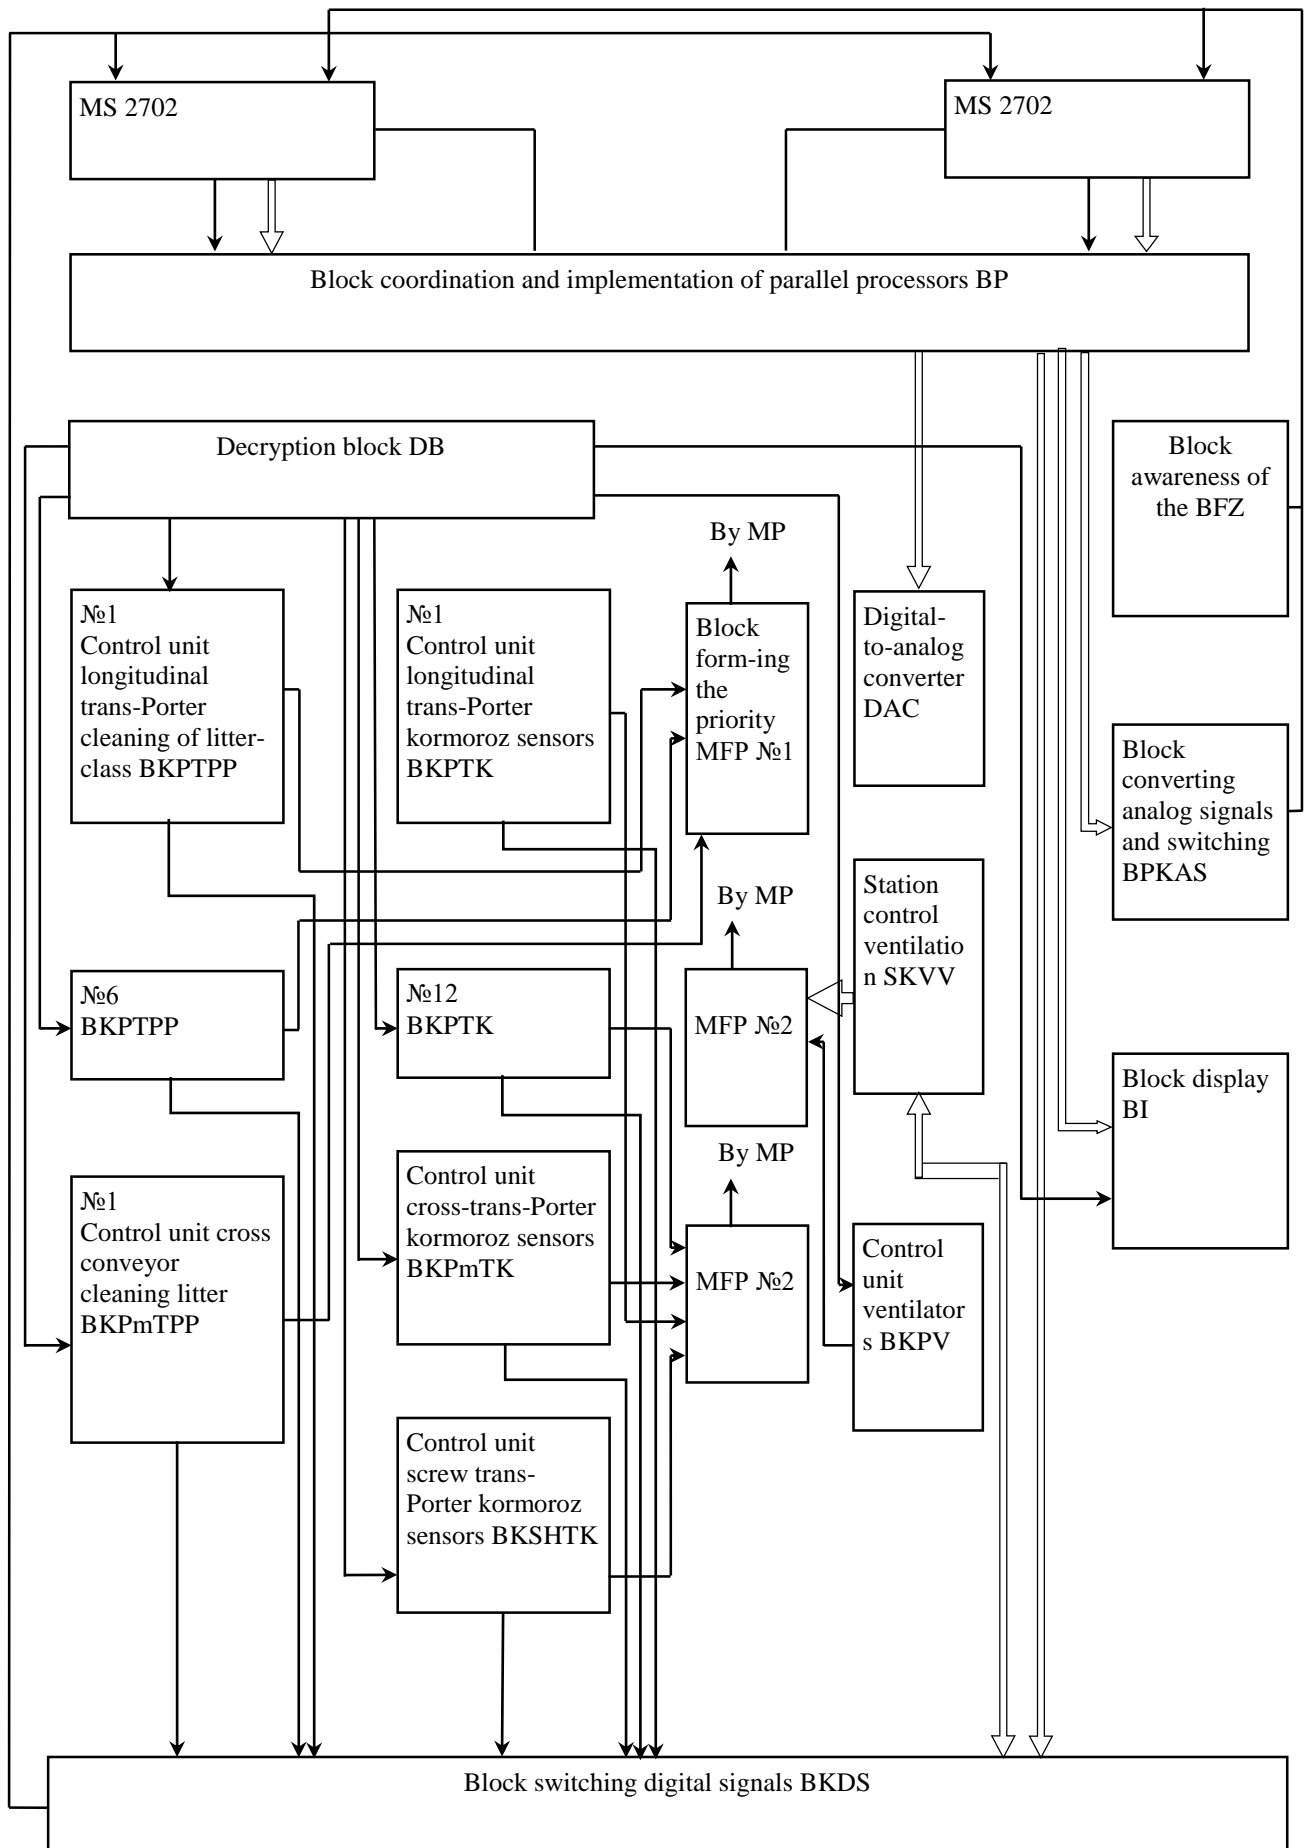 MS 2702
MS 2702
Block coordination and implementation of parallel processors BP
Decryption block DB
Block
awareness of
the BFZ
By MP
№1
Control unit
longitudinal
trans-Porter
cleaning of litter-
class BKPTPP
№1
Control unit
longitudinal
trans-Porter
kormoroz sensors
BKPTK
Block
form-ing
the
priority
MFP №1
Digital-
to-analog
converter
DAC
Block
converting
analog signals
and switching
BPKAS
By MP
Station
control
ventilatio
n SKVV
№6
BKPTPP
№12
BKPTK
MFP №2
Block display
BI
By MP
№1
Control unit cross
conveyor
cleaning litter
BKPmTPP
Control unit
cross-trans-Porter
kormoroz sensors
BKPmTK
MFP №2
Control
unit
ventilator
s BKPV
Control unit
screw trans-
Porter kormoroz
sensors BKSHTK
Block switching digital signals BKDS